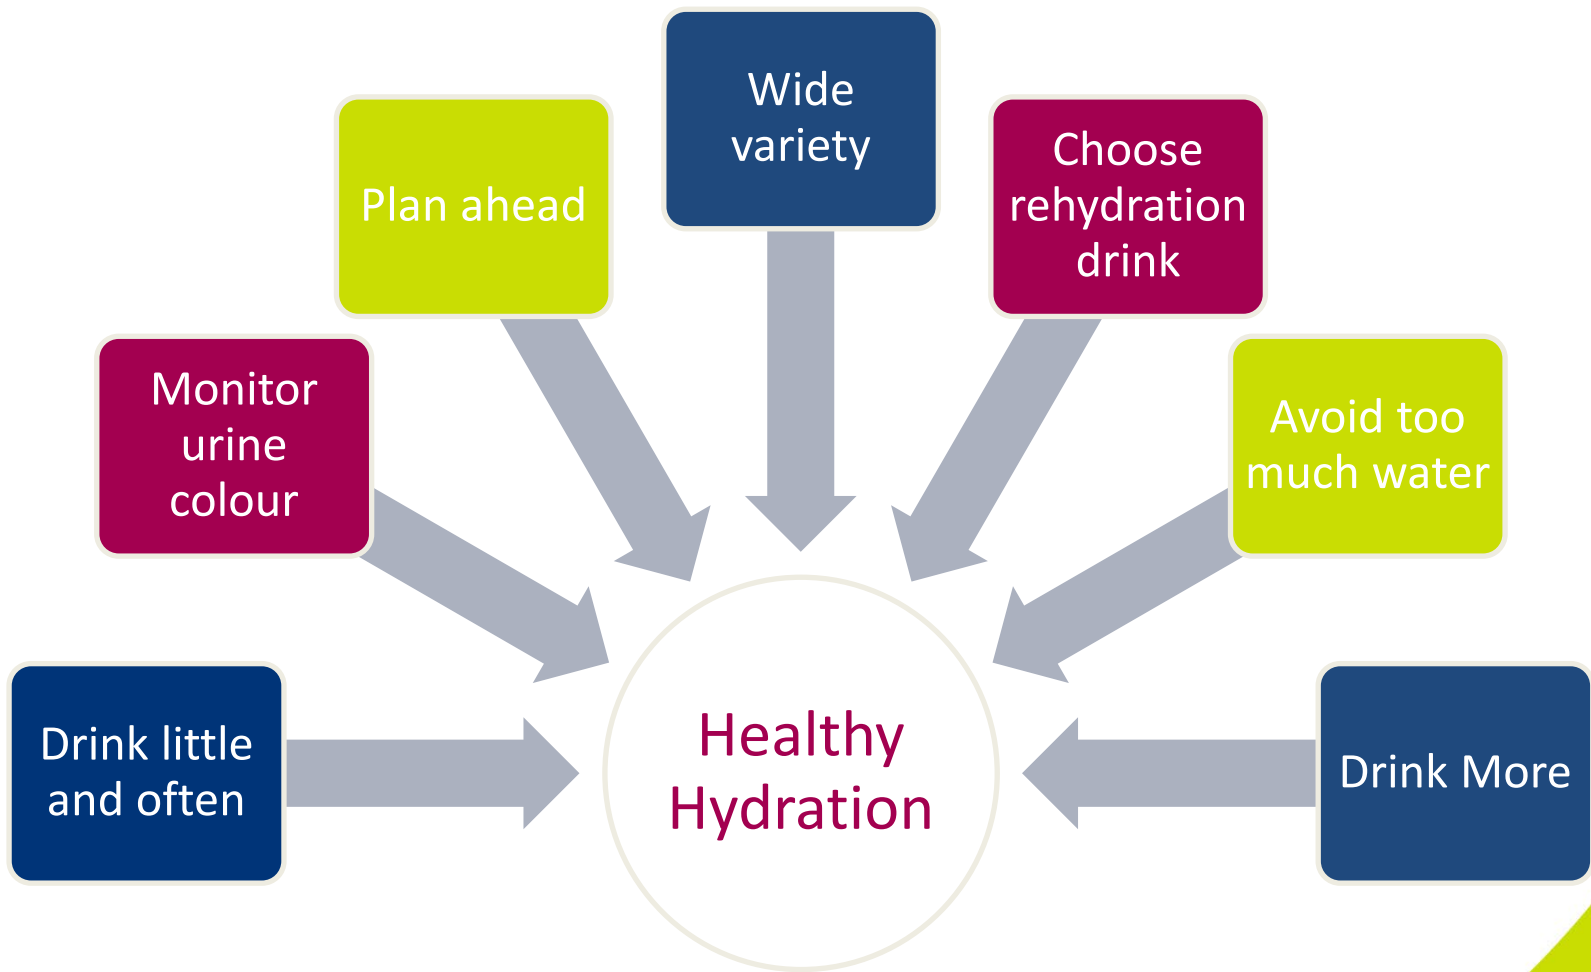 Drink little
and often
Monitor
urine
colour
Plan ahead
Wide
variety
Choose
rehydration
drink
Avoid too
much water
Drink More
Healthy
Hydration